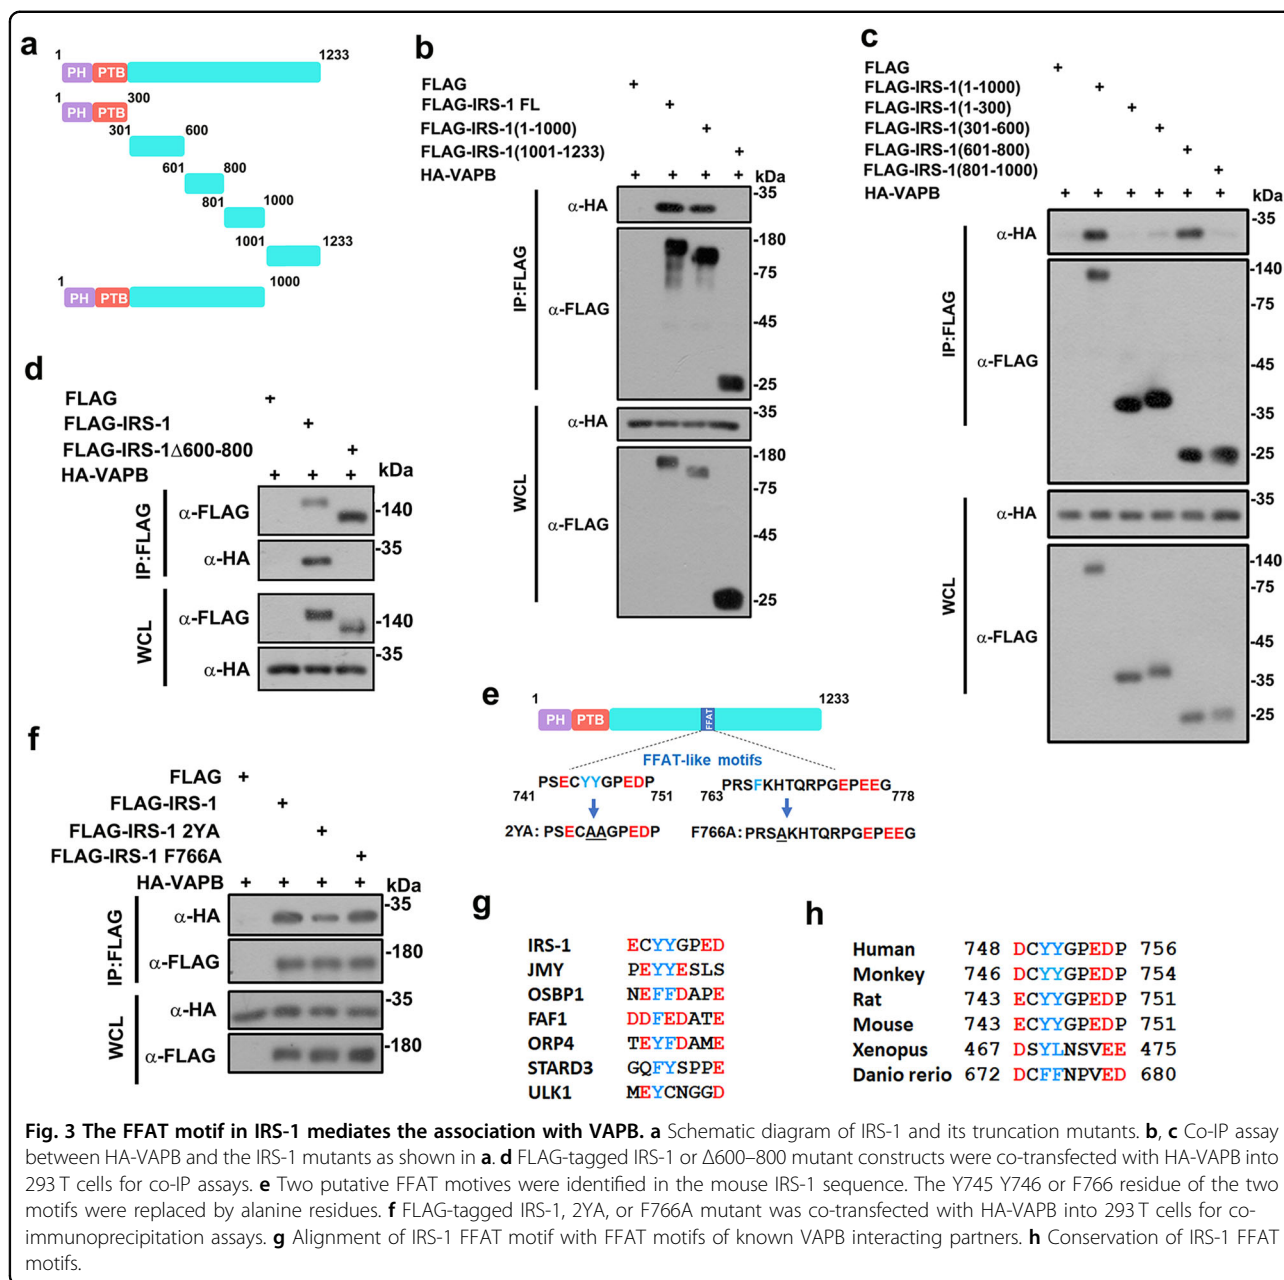 a
1 1233
PH PTB
1 300
PH PTB
301 600
601 800
801 1000
1001 1233
1 1000
PH PTB
b
FLAG +
FLAG-IRS-1 FL +
FLAG-IRS-1(1-1000) +
FLAG-IRS-1(1001-1233) +
HA-VAPB + + + + kDa
IP:FLAG
α-HA -35
α-FLAG -180
-75
-45
-25
WCL
α-HA -35
α-FLAG -180
-75
-45
-25
c
FLAG +
FLAG-IRS-1(1-1000) +
FLAG-IRS-1(1-300) +
FLAG-IRS-1(301-600) +
FLAG-IRS-1(601-800) +
FLAG-IRS-1(801-1000) +
HA-VAPB + + + + + + kDa
IP:FLAG
α-HA -35
α-FLAG -140
-75
-45
-35
-25
WCL
α-HA -35
α-FLAG -140
-75
-45
-35
-25
d
FLAG +
FLAG-IRS-1 +
FLAG-IRS-1Δ600-800 +
HA-VAPB + + + kDa
IP:FLAG
α-FLAG -140
α-HA -35
WCL
α-FLAG -140
α-HA -35
e
1 1233
PH PTB FFAT
FFAT-like motifs
PSECYYGPEDP PRSFKHTQRPGEPEEG
741 751 763 778
2YA: PSECAAGPEDP F766A: PRSAKHTQRPGEPEEG
f
FLAG +
FLAG-IRS-1 +
FLAG-IRS-1 2YA +
FLAG-IRS-1 F766A +
HA-VAPB + + + + kDa
IP:FLAG
α-HA -35
α-FLAG -180
WCL
α-HA -35
α-FLAG -180
g
IRS-1 ECYYGPED
JMY PEYYESLS
OSBP1 NEFFDAPE
FAF1 DDFEDATE
ORP4 TEYFDAME
STARD3 GQFYSPPE
ULK1 MEYCNGGD
h
Human 748 DCYYGPEDP 756
Monkey 746 DCYYGPEDP 754
Rat 743 ECYYGPEDP 751
Mouse 743 ECYYGPEDP 751
Xenopus 467 DSYLNSVEE 475
Danio rerio 672 DCFFNPVED 680
Fig. 3 The FFAT motif in IRS-1 mediates the association with VAPB. a Schematic diagram of IRS-1 and its truncation mutants. b, c Co-IP assay
between HA-VAPB and the IRS-1 mutants as shown in a. d FLAG-tagged IRS-1 or Δ600–800 mutant constructs were co-transfected with HA-VAPB into
293 T cells for co-IP assays. e Two putative FFAT motives were identified in the mouse IRS-1 sequence. The Y745 Y746 or F766 residue of the two
motifs were replaced by alanine residues. f FLAG-tagged IRS-1, 2YA, or F766A mutant was co-transfected with HA-VAPB into 293 T cells for co-
immunoprecipitation assays. g Alignment of IRS-1 FFAT motif with FFAT motifs of known VAPB interacting partners. h Conservation of IRS-1 FFAT
motifs.